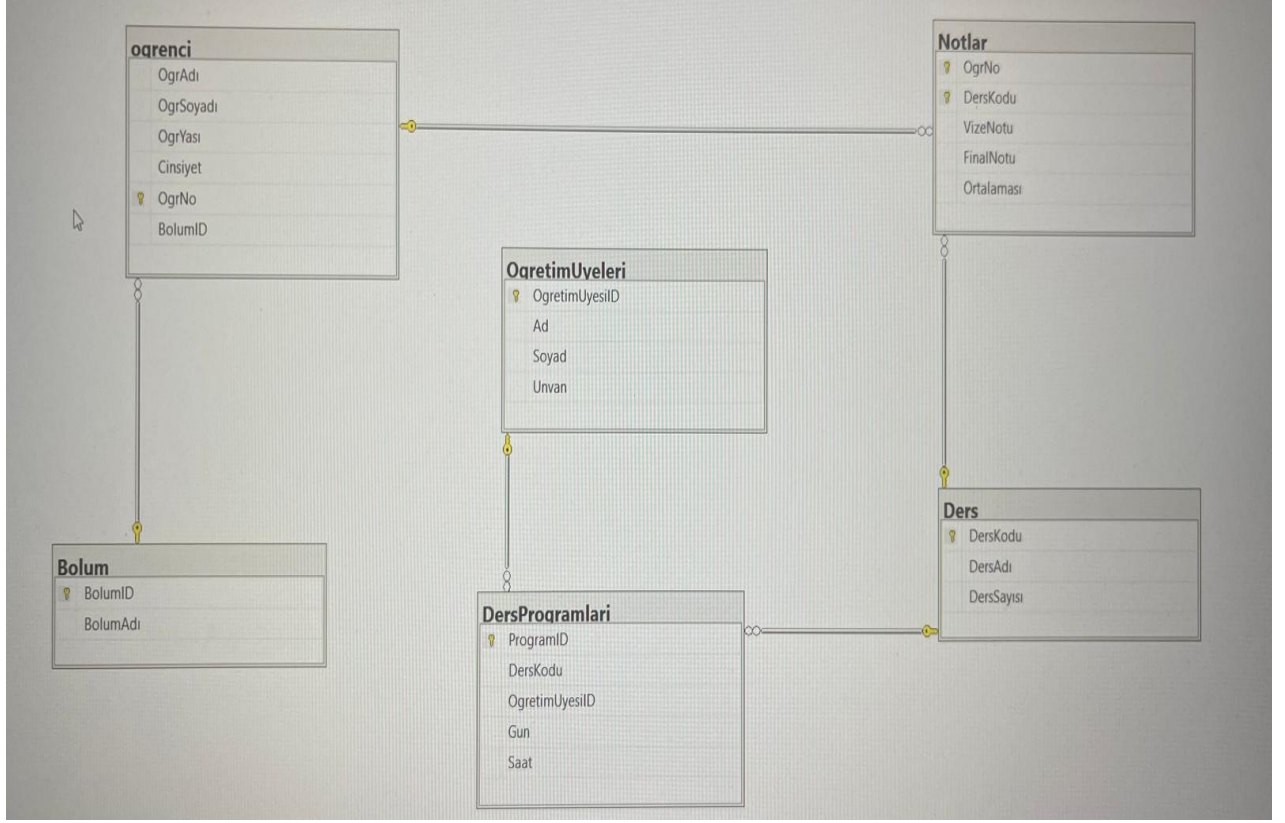 ogrenci
OgrAdı
OgrSoyadı
OgrYası
Cinsiyet
OgrNo
BolumID
Notlar
OgrNo
DersKodu
VizeNotu
FinalNotu
Ortalaması
OgretimUyeleri
OgretimUyesiID
Ad
Soyad
Unvan
Bolum
BolumID
BolumAdı
DersProgramlari
ProgramID
DersKodu
OgretimUyesiID
Gun
Saat
Ders
DersKodu
DersAdı
DersSayısı